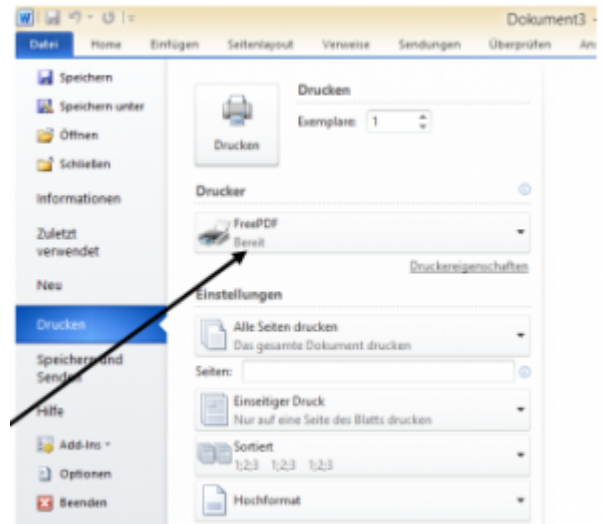 Dokument3 -
Datei Home Einfügen Seitenlayout Verweise Sendungen Überprüfen An
Speichern
Speichern unter
Öffnen
Schließen
Informationen
Zuletzt
verwendet
Neu
Drucken
Speichern und
Senden
Hilfe
Add-Ins
Optionen
Beenden
Drucken
Drucken
Exemplare: 1
Drucker
FreePDF
Bereit
Druckereigenschaften
Einstellungen
Alle Seiten drucken
Das gesamte Dokument drucken
Seiten:
Einseitiger Druck
Nur auf eine Seite des Blatts drucken
Sortiert
1;2;3 1;2;3 1;2;3
Hochformat